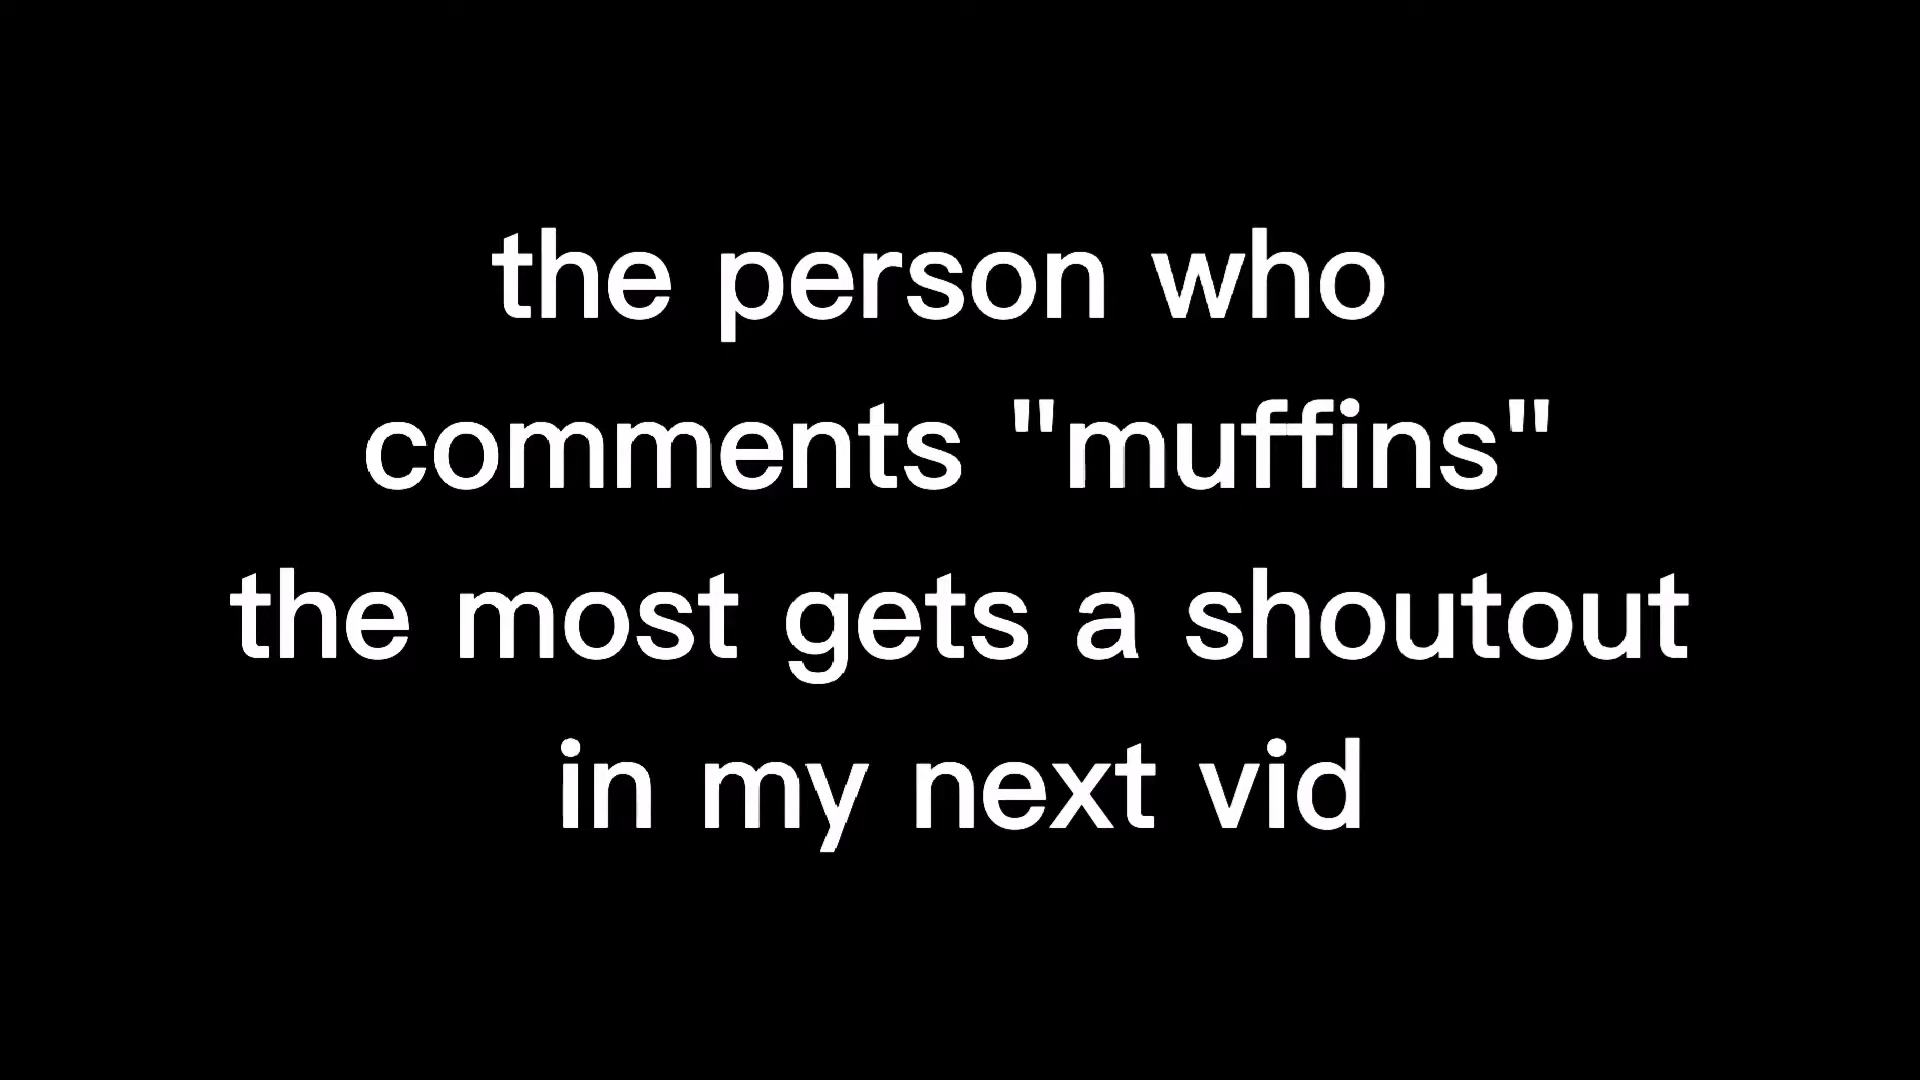 the person who
comments "muffins"
the most gets a shoutout
in my next vid